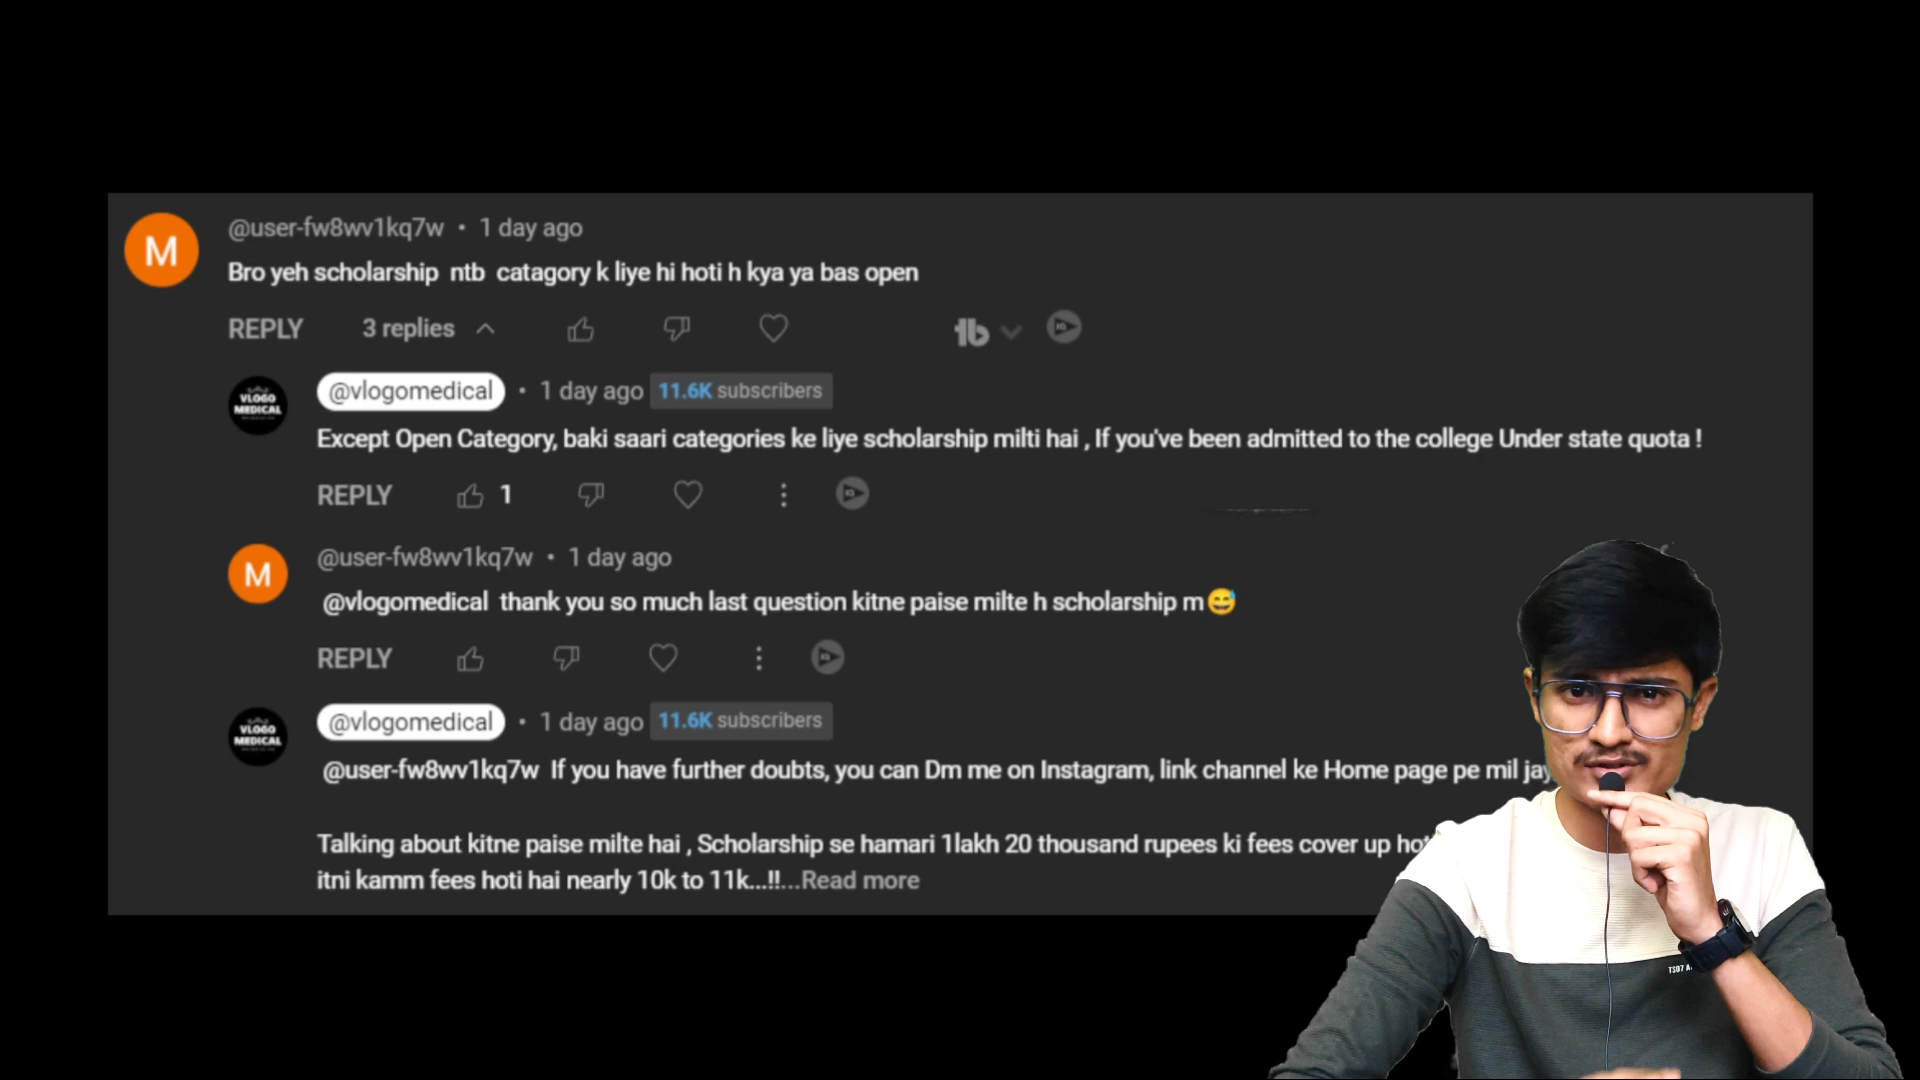 M
@user-fw8wv1kq7w • 1 day ago
Bro yeh scholarship ntb catagory k liye hi hoti h kya ya bas open
REPLY 3 replies
VLOGO
MEDICAL
@vlogomedical • 1 day ago 11.6K subscribers
Except Open Category, baki saari categories ke liye scholarship milti hai , If you've been admitted to the college Under state quota !
REPLY 1
M
@user-fw8wv1kq7w • 1 day ago
@vlogomedical thank you so much last question kitne paise milte h scholarship m😅
REPLY
VLOGO
MEDICAL
@vlogomedical • 1 day ago 11.6K subscribers
@user-fw8wv1kq7w If you have further doubts, you can Dm me on Instagram, link channel ke Home page pe mil
Talking about kitne paise milte hai , Scholarship se hamari 1lakh 20 thousand rupees ki fees cover up
itni kamm fees hoti hai nearly 10k to 11k...!!...Read more
TS07